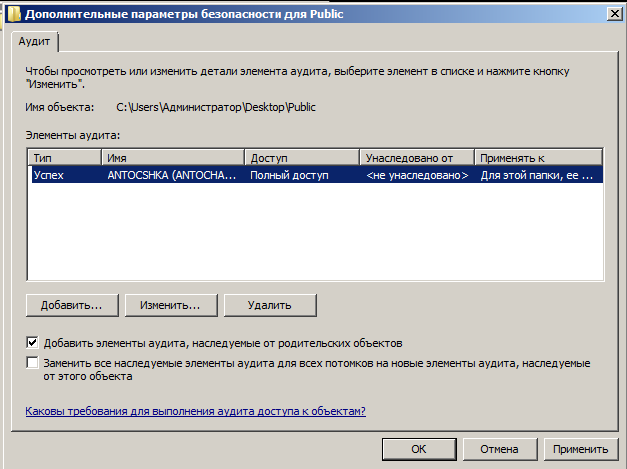 Дополнительные параметры безопасности для Public
Аудит
Чтобы просмотреть или изменить детали элемента аудита, выберите элемент в списке и нажмите кнопку
"Изменить".
Имя объекта: C:\Users\Администратор\Desktop\Public
Элементы аудита:
Тип Имя Доступ Унаследовано от Применять к
Успех ANTOCSHKA (ANTOCHA... Полный доступ <не унаследовано> Для этой папки, ее ...
Добавить... Изменить... Удалить
Добавить элементы аудита, наследуемые от родительских объектов
Заменить все наследуемые элементы аудита для всех потомков на новые элементы аудита, наследуемые
от этого объекта
Каковы требования для выполнения аудита доступа к объектам?
ОК Отмена Применить